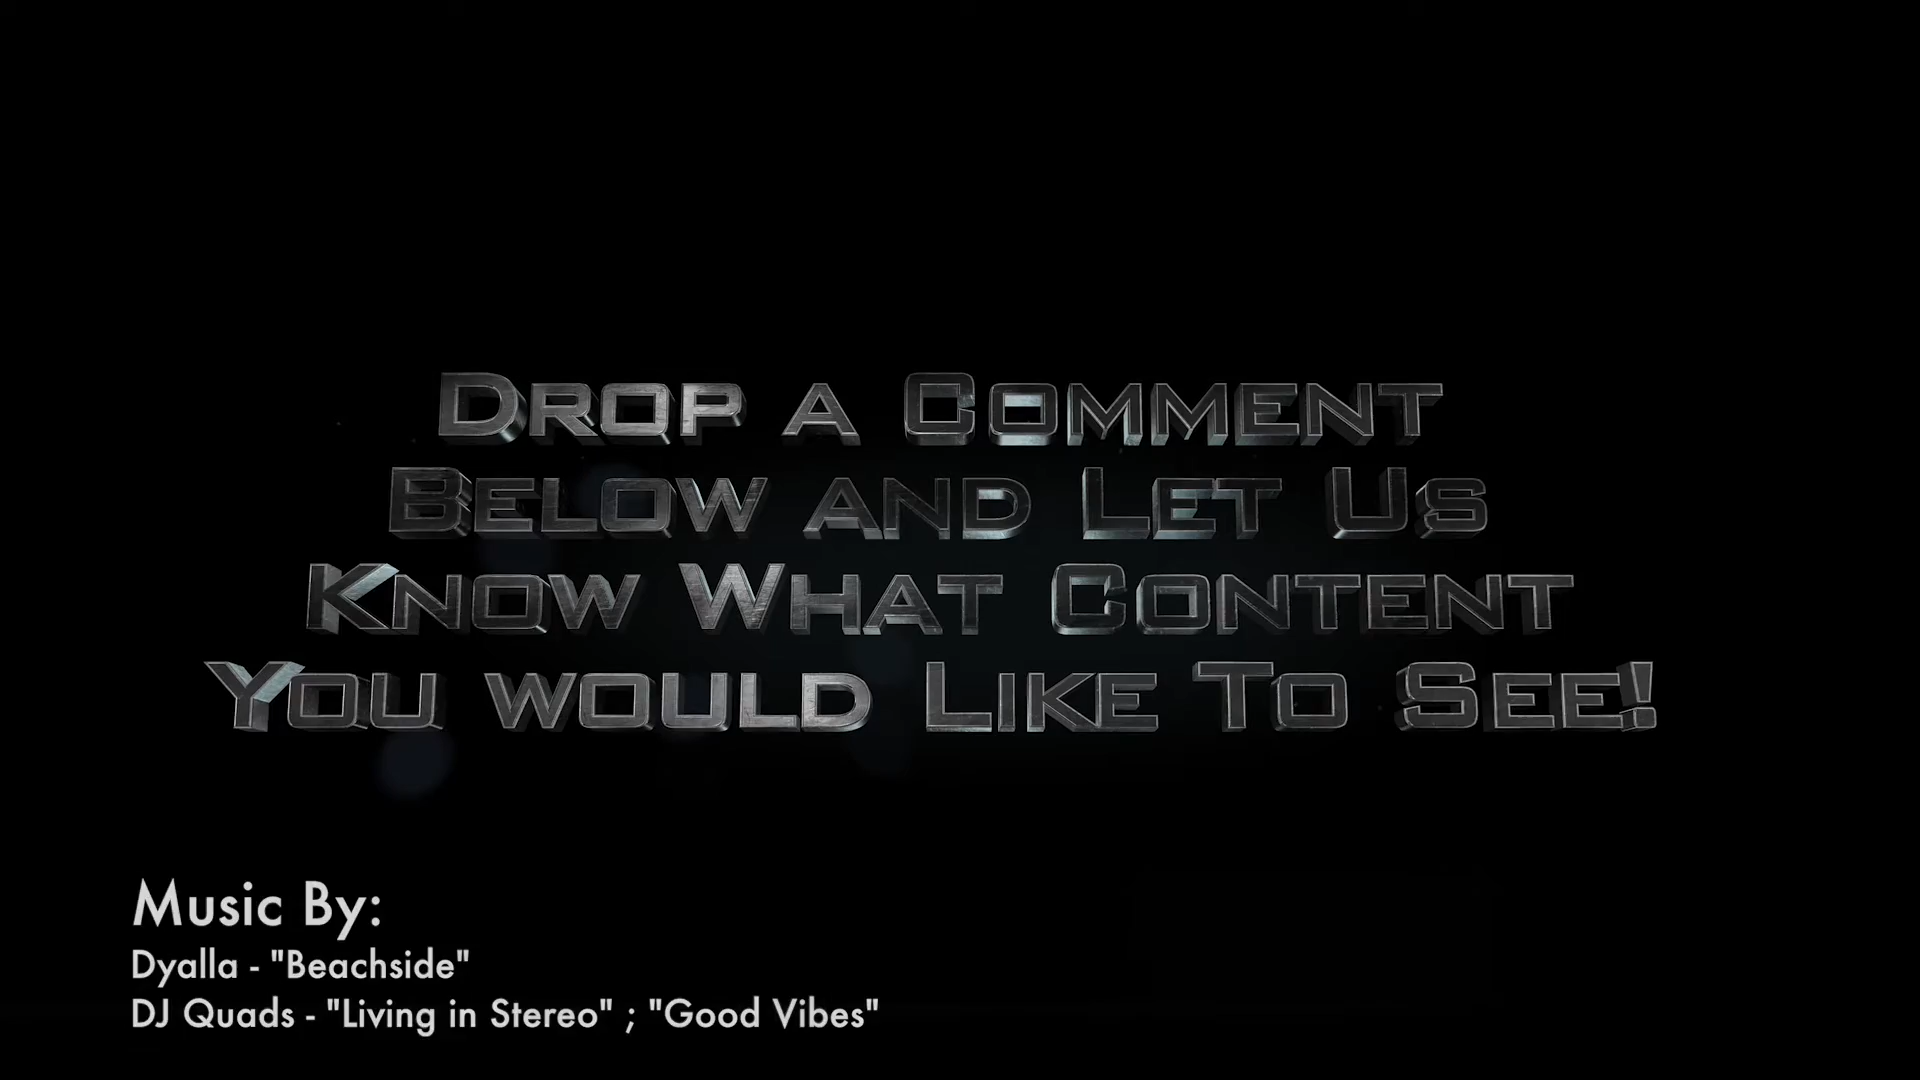 Drop a Comment
Below and Let Us
Know What Content
You would Like To See!
Music By:
Dyalla - "Beachside"
DJ Quads - "Living in Stereo" ; "Good Vibes"